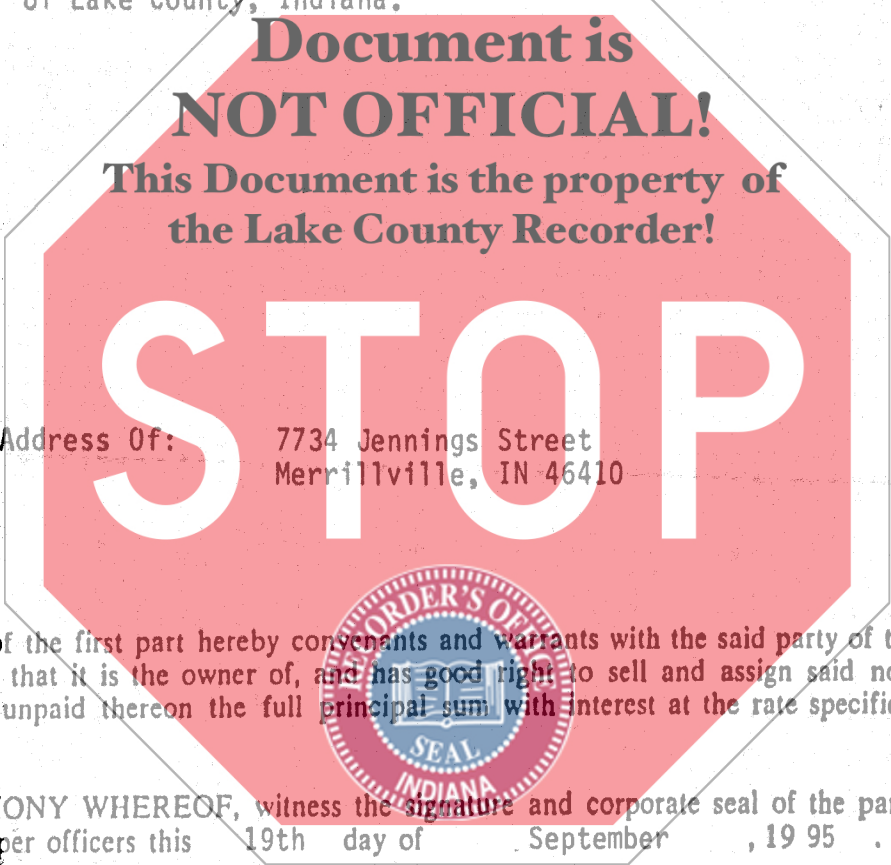 of Lake County, Indiana.
Document is
NOT OFFICIAL!
This Document is the property of
the Lake County Recorder!
STOP
Address Of: 7734 Jennings Street
Merrillville, IN 46410
RECORDER'S OFFICE
of the first part hereby convenants and warrants with the said party of t
that it is the owner of, and has good right to sell and assign said no
unpaid thereon the full principal sum with interest at the rate specifie
SEAL
INDIANA
ONY WHEREOF, witness the signature and corporate seal of the par
per officers this 19th day of September , 19 95 .